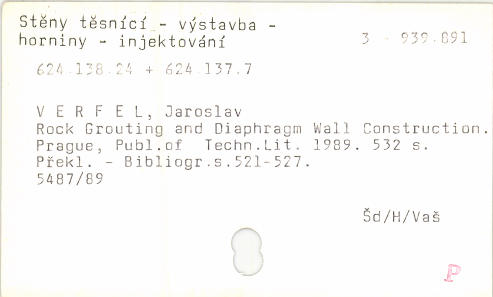 Stěny těsnící - výstavba -
horniny - injektování
3 - 939.891
624.138.24 + 624.137.7
V E R F E L, Jaroslav
Rock Grouting and Diaphragm Wall Construction.
Prague, Publ.of Techn.Lit. 1989. 532 s.
Překl. - Bibliogr.s.521-527.
5487/89
Šd/H/Vaš
P